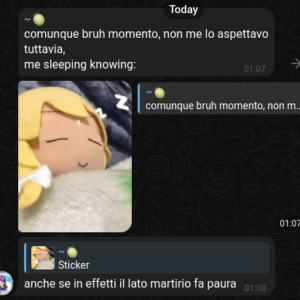 Today
~
comunque bruh momento, non me lo aspettavo
tuttavia,
me sleeping knowing:
01:07
~
comunque bruh momento, non m...
z
z
01:07
~
Sticker
anche se in effetti il lato martirio fa paura
01:08